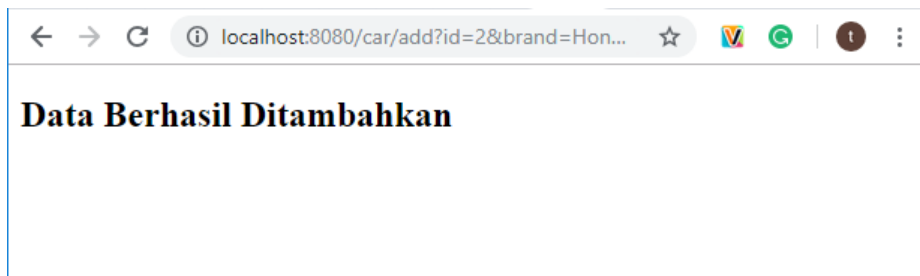 localhost:8080/car/add?id=2&brand=Hon...
t
Data Berhasil Ditambahkan